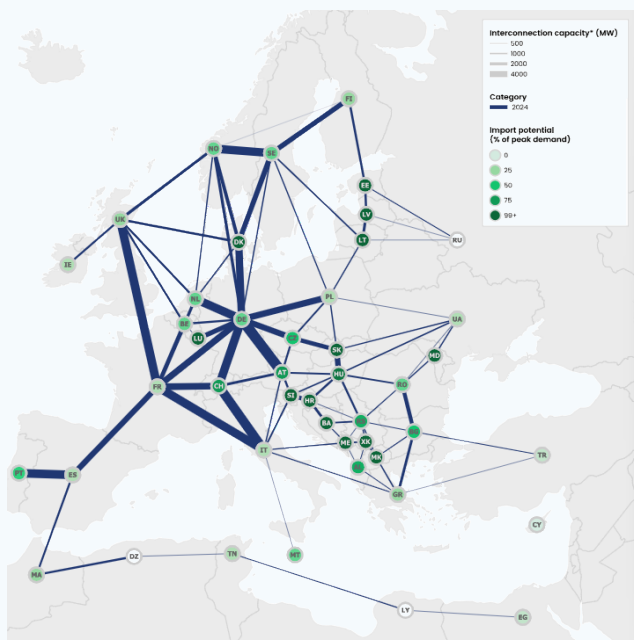 Interconnection capacity* (MW)
500
1000
2000
4000
Category
2024
Import potential
(% of peak demand)
0
25
50
75
99+
FI
NO
SE
EE
LV
UK
LT
RU
DK
IE
PL
NL
DE
UA
BE
LU
CZ
SK
MD
AT
HU
FR
CH
RO
SI
HR
BA
ME
XK
IT
MK
TR
PT
ES
GR
CY
DZ
TN
MT
MA
LY
EG